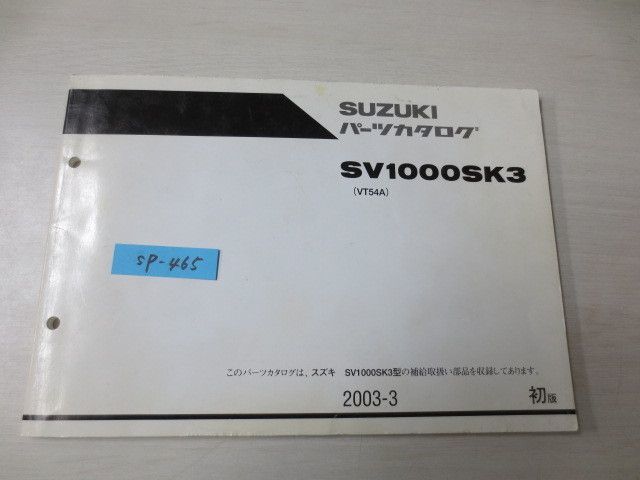 SUZUKI
パーツカタログ
SV1000SK3
(VT54A)
SP-465
このパーツカタログは、スズキ SV1000SK3型の補給取扱い部品を収録してあります。
2003-3
初版